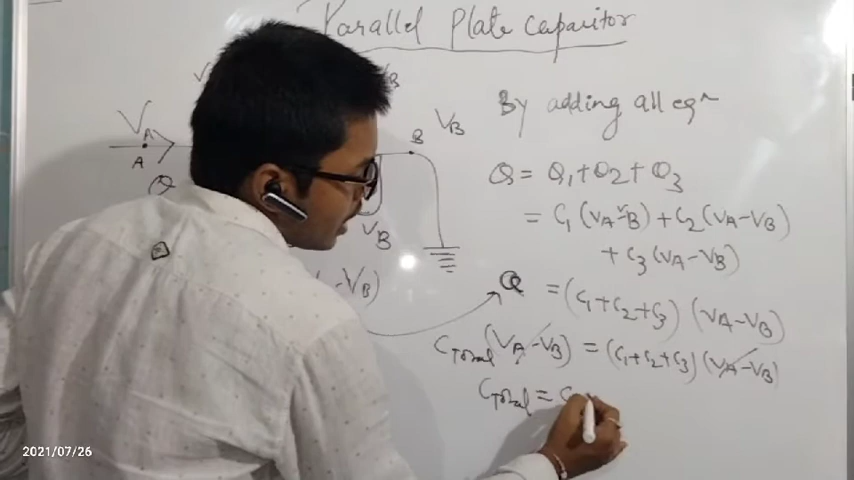 Parallel Plate capacitor
By adding all eqⁿ
VA
A
B
VB
VB
Q = Q1 + Q2 + Q3
= C1 (VA-VB) + C2 (VA-VB)
+ C3 (VA-VB)
Q = (C1+C2+C3) (VA-VB)
CTotal (VA-VB) = (C1+C2+C3) (VA-VB)
CTotal = C
2021/07/26